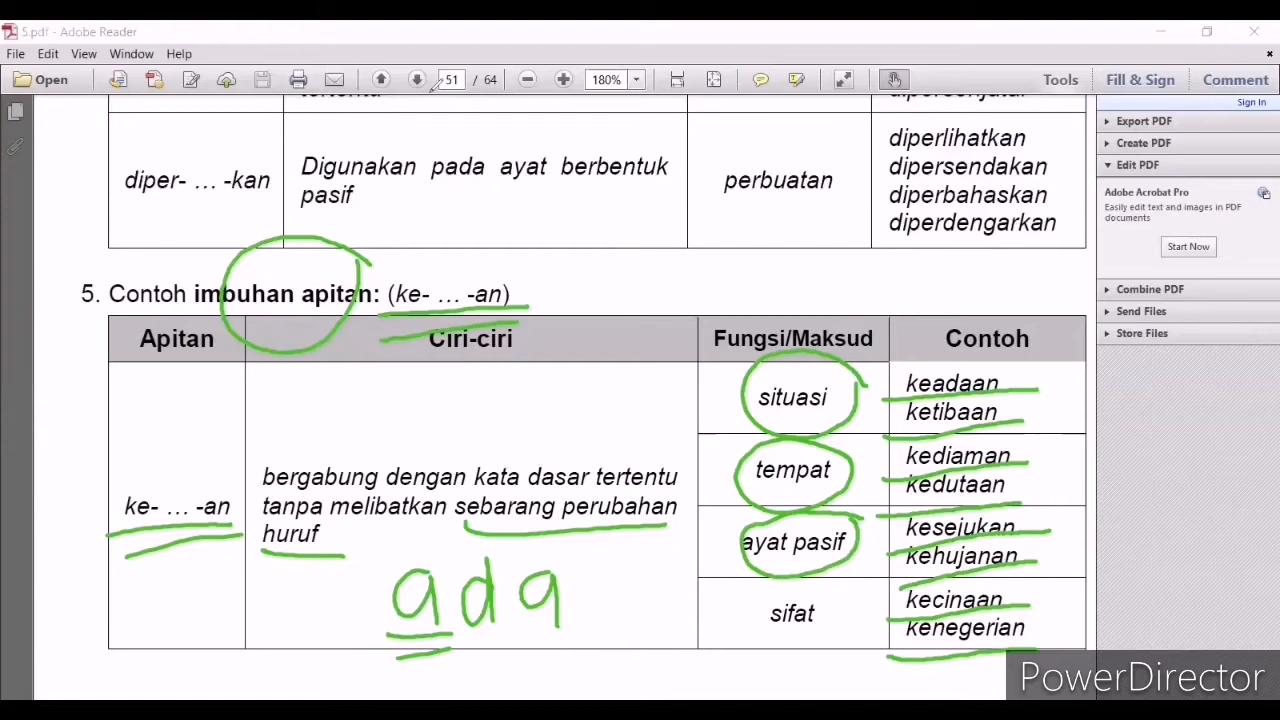 5.pdf - Adobe Reader
File Edit View Window Help
Open 51 / 64 180% Tools Fill & Sign Comment
Sign In
Export PDF
Create PDF
Edit PDF
Adobe Acrobat Pro
Easily edit text and images in PDF
documents
Start Now
Combine PDF
Send Files
Store Files
diper- ... -kan
Digunakan pada ayat berbentuk
pasif
perbuatan
diperlihatkan
dipersendakan
diperbahaskan
diperdengarkan
5. Contoh imbuhan apitan: (ke- ... -an)
Apitan Ciri-ciri Fungsi/Maksud Contoh
ke- ... -an
bergabung dengan kata dasar tertentu
tanpa melibatkan sebarang perubahan
huruf
situasi
keadaan
ketibaan
tempat
kediaman
kedutaan
ayat pasif
kesejukan
kehujanan
sifat
kecinaan
kenegerian
ada
PowerDirector